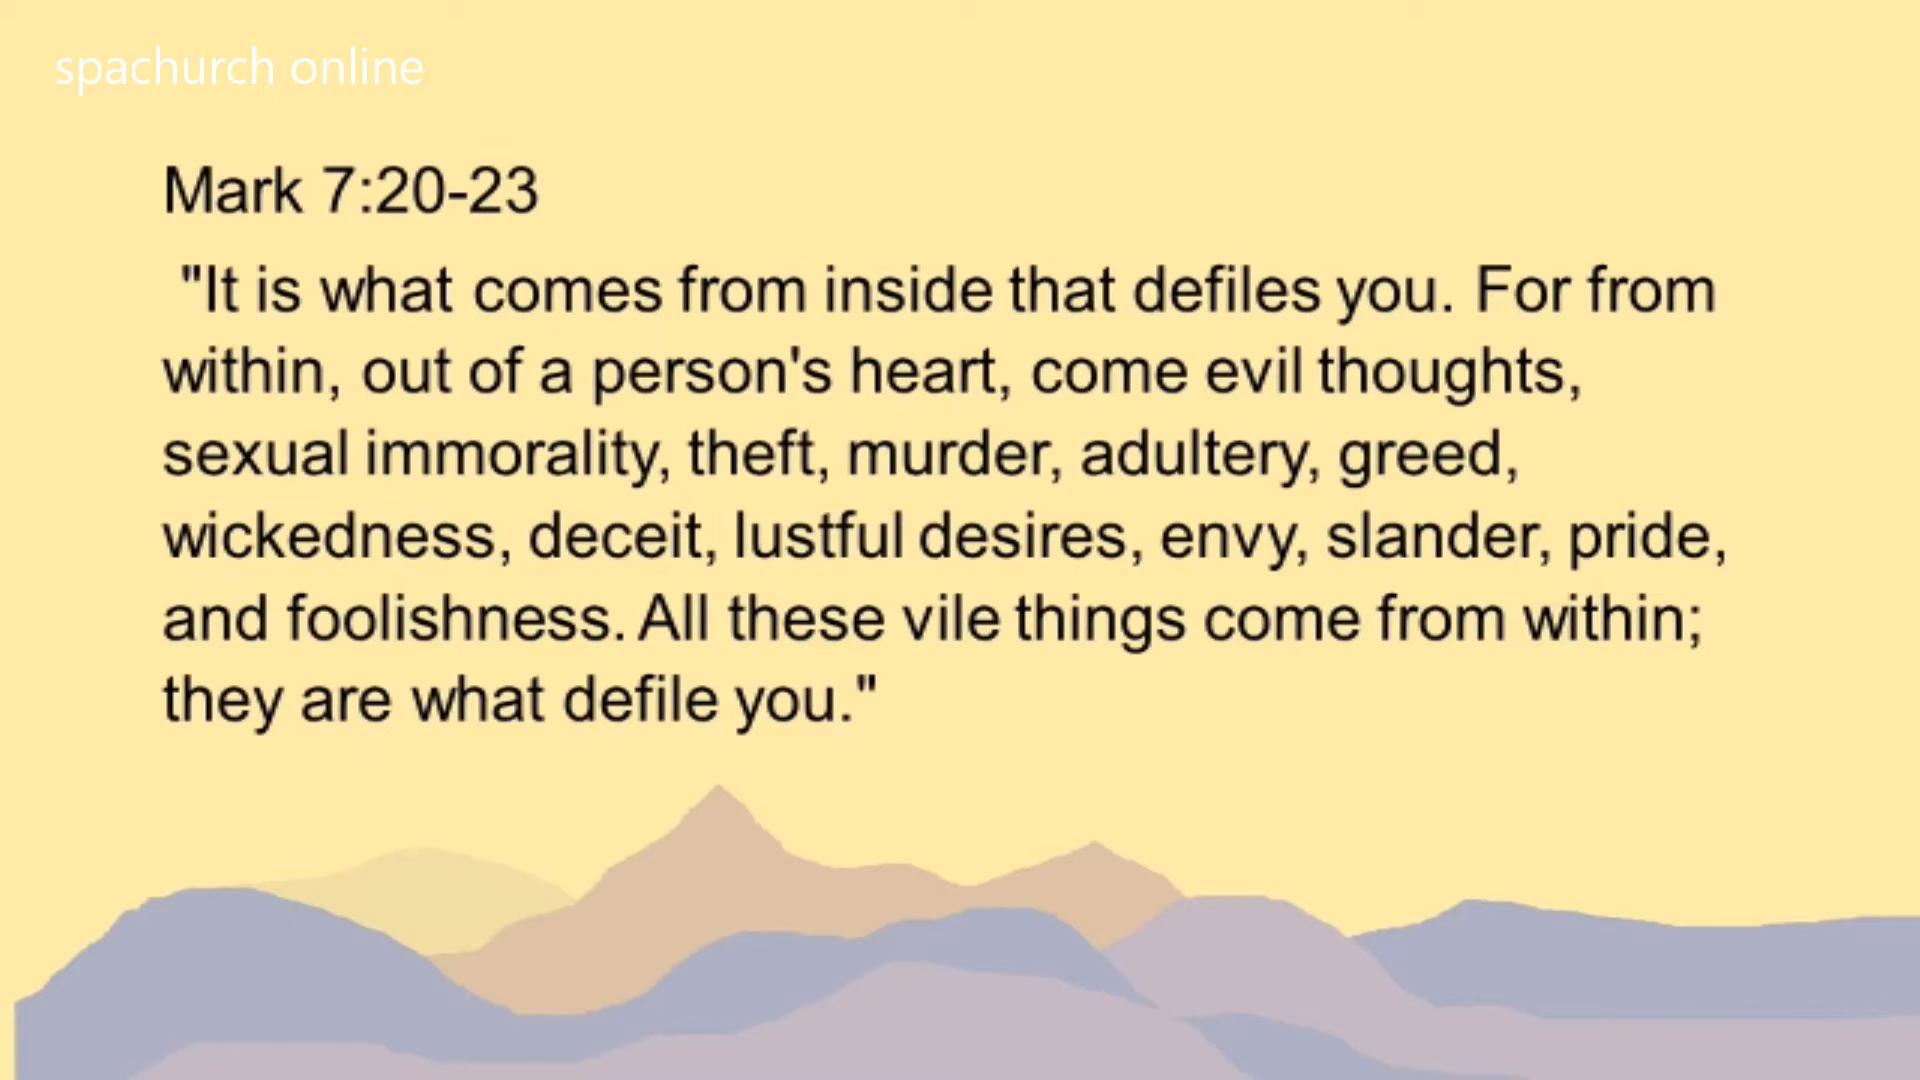 spachurch online
Mark 7:20-23
"It is what comes from inside that defiles you. For from
within, out of a person's heart, come evil thoughts,
sexual immorality, theft, murder, adultery, greed,
wickedness, deceit, lustful desires, envy, slander, pride,
and foolishness. All these vile things come from within;
they are what defile you."